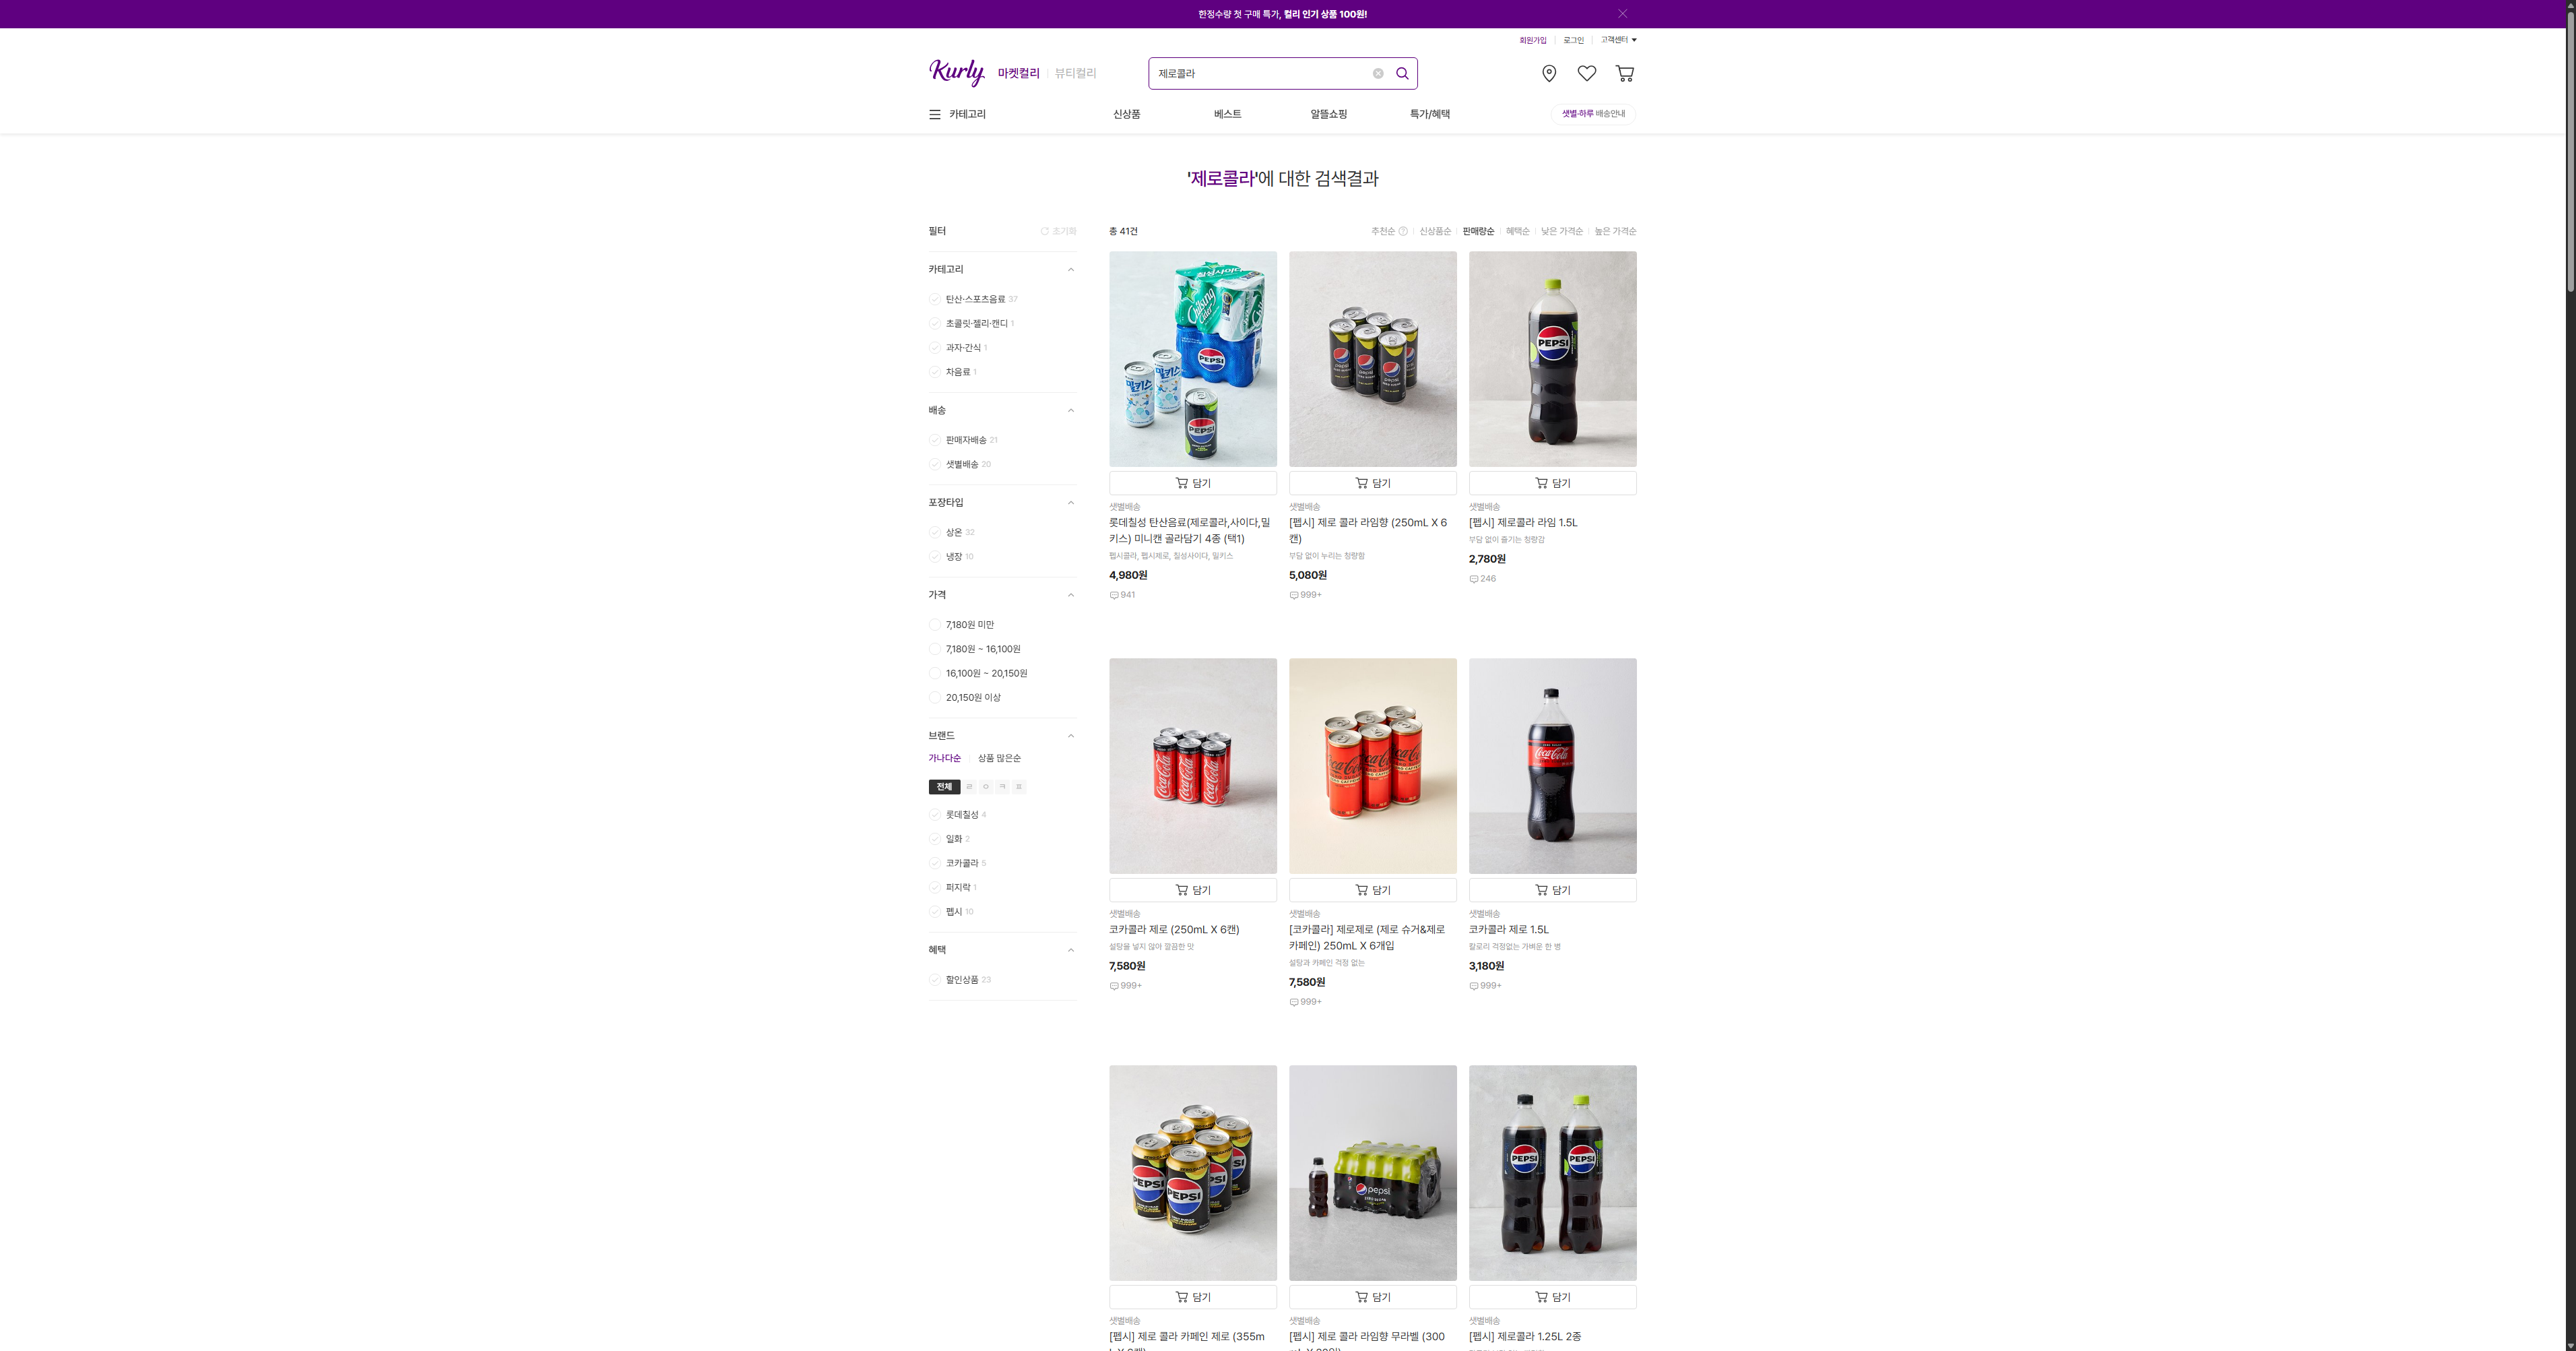 한정수량 첫 구매 특가, 컬리 인기 상품 100원!
회원가입 로그인 고객센터
Kurly 마켓컬리 뷰티컬리
제로콜라
카테고리 신상품 베스트 알뜰쇼핑 특가/혜택 샛별·하루 배송안내
'제로콜라'에 대한 검색결과
필터 초기화
총 41건 추천순 신상품순 판매량순 혜택순 낮은 가격순 높은 가격순
카테고리
탄산·스포츠음료 37
초콜릿·젤리·캔디 1
과자·간식 1
차음료 1
배송
판매자배송 21
샛별배송 20
포장타입
상온 32
냉장 10
가격
7,180원 미만
7,180원 ~ 16,100원
16,100원 ~ 20,150원
20,150원 이상
브랜드
가나다순 상품 많은순
전체 ㄹ ㅇ ㅋ ㅍ
롯데칠성 4
일화 2
코카콜라 5
퍼지락 1
펩시 10
혜택
할인상품 23
담기
샛별배송
롯데칠성 탄산음료(제로콜라,사이다,밀
키스) 미니캔 골라담기 4종 (택1)
펩시콜라, 펩시제로, 칠성사이다, 밀키스
4,980원
941
담기
샛별배송
[펩시] 제로 콜라 라임향 (250mL X 6
캔)
부담 없이 누리는 청량함
5,080원
999+
담기
샛별배송
[펩시] 제로콜라 라임 1.5L
부담 없이 즐기는 청량감
2,780원
246
담기
샛별배송
코카콜라 제로 (250mL X 6캔)
설탕을 넣지 않아 깔끔한 맛
7,580원
999+
담기
샛별배송
[코카콜라] 제로제로 (제로 슈거&제로
카페인) 250mL X 6개입
설탕과 카페인 걱정 없는
7,580원
999+
담기
샛별배송
코카콜라 제로 1.5L
칼로리 걱정없는 가벼운 한 병
3,180원
999+
담기
샛별배송
[펩시] 제로 콜라 카페인 제로 (355m
담기
샛별배송
[펩시] 제로 콜라 라임향 무라벨 (300
담기
샛별배송
[펩시] 제로콜라 1.25L 2종